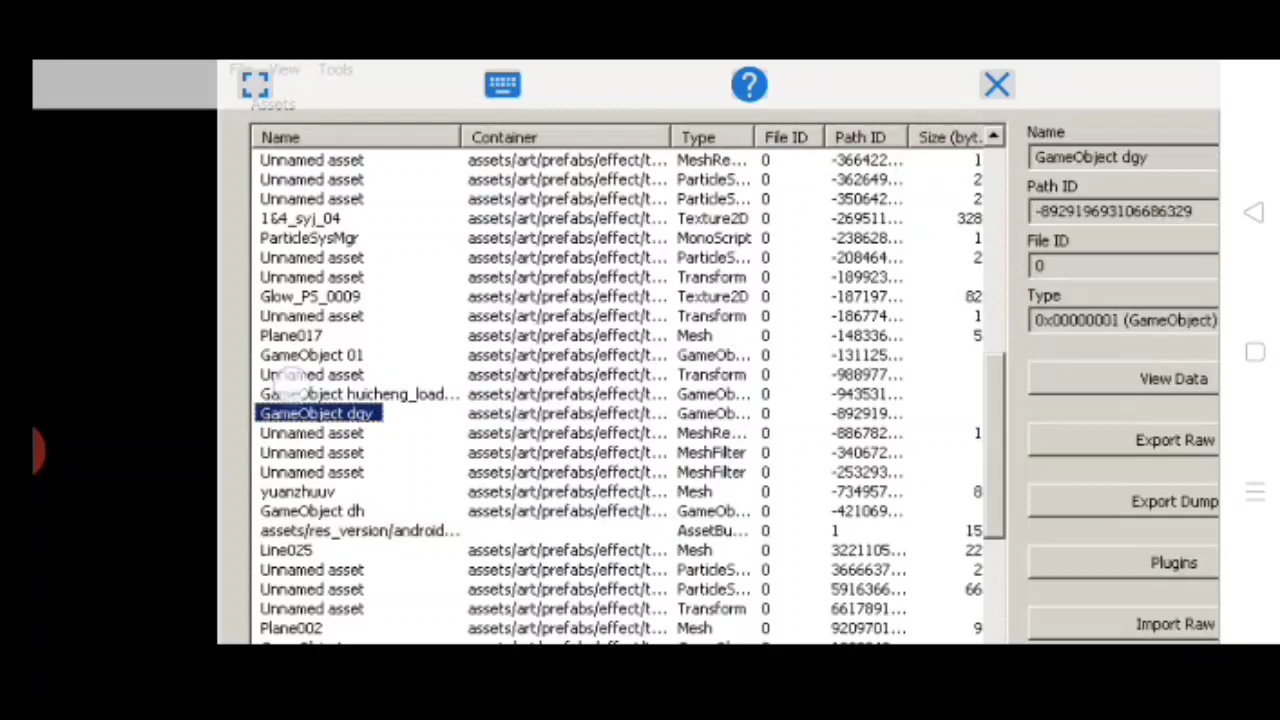 File View Tools
Assets
Name Container Type File ID Path ID Size (byt.
Unnamed asset assets/art/prefabs/effect/t... MeshRe... 0 -366422... 1
Unnamed asset assets/art/prefabs/effect/t... ParticleS... 0 -362649... 2
Unnamed asset assets/art/prefabs/effect/t... ParticleS... 0 -350642... 2
1&4_syj_04 assets/art/prefabs/effect/t... Texture2D 0 -269511... 328
ParticleSysMgr assets/art/prefabs/effect/t... MonoScript 0 -238628... 1
Unnamed asset assets/art/prefabs/effect/t... ParticleS... 0 -208464... 2
Unnamed asset assets/art/prefabs/effect/t... Transform 0 -189923...
Glow_PS_0009 assets/art/prefabs/effect/t... Texture2D 0 -187197... 82
Unnamed asset assets/art/prefabs/effect/t... Transform 0 -186774... 1
Plane017 assets/art/prefabs/effect/t... Mesh 0 -148336... 5
GameObject 01 assets/art/prefabs/effect/t... GameOb... 0 -131125...
Unnamed asset assets/art/prefabs/effect/t... Transform 0 -988977...
GameObject huicheng_load... assets/art/prefabs/effect/t... GameOb... 0 -943531...
GameObject dgy assets/art/prefabs/effect/t... GameOb... 0 -892919...
Unnamed asset assets/art/prefabs/effect/t... MeshRe... 0 -886782... 1
Unnamed asset assets/art/prefabs/effect/t... MeshFilter 0 -340672...
Unnamed asset assets/art/prefabs/effect/t... MeshFilter 0 -253293...
yuanzhuuv assets/art/prefabs/effect/t... Mesh 0 -734957... 8
GameObject dh assets/art/prefabs/effect/t... GameOb... 0 -421069...
assets/res_version/android... AssetBu... 0 1 15
Line025 assets/art/prefabs/effect/t... Mesh 0 3221105... 22
Unnamed asset assets/art/prefabs/effect/t... ParticleS... 0 3666637... 2
Unnamed asset assets/art/prefabs/effect/t... ParticleS... 0 5916366... 66
Unnamed asset assets/art/prefabs/effect/t... Transform 0 6617891...
Plane002 assets/art/prefabs/effect/t... Mesh 0 9209701... 9
Name
GameObject dgy
Path ID
-892919693106686329
File ID
0
Type
0x00000001 (GameObject)
View Data
Export Raw
Export Dump
Plugins
Import Raw